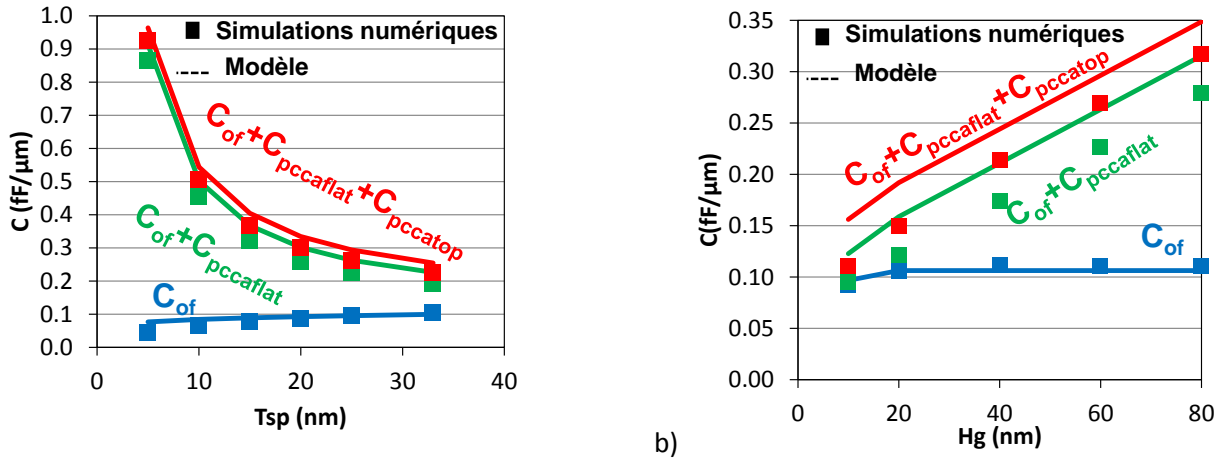 1.0
0.9
0.8
0.7
0.6
0.5
0.4
0.3
0.2
0.1
0.0
C (fF/µm)
Simulations numériques
Modèle
Cof+Cpccaflat+Cpccatop
Cof+Cpccaflat
Cof
0 10 20 30 40
Tsp (nm)
b)
0.35
0.30
0.25
0.20
0.15
0.10
0.05
0.00
C(fF/µm)
Simulations numériques
Modèle
Cof+Cpccaflat+Cpccatop
Cof+Cpccaflat
Cof
0 20 40 60 80
Hg (nm)